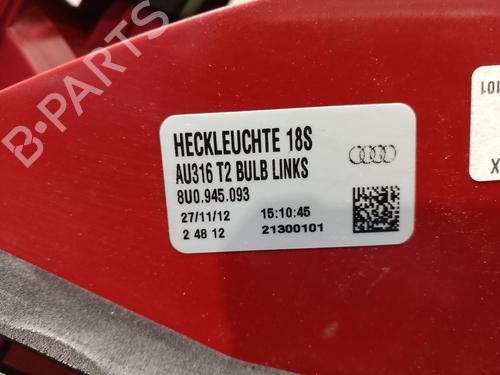 HECKLEUCHTE 18S
AU316 T2 BULB LINKS
8U0.945.093
27/11/12 15:10:45
2 48 12 21300101
101
X